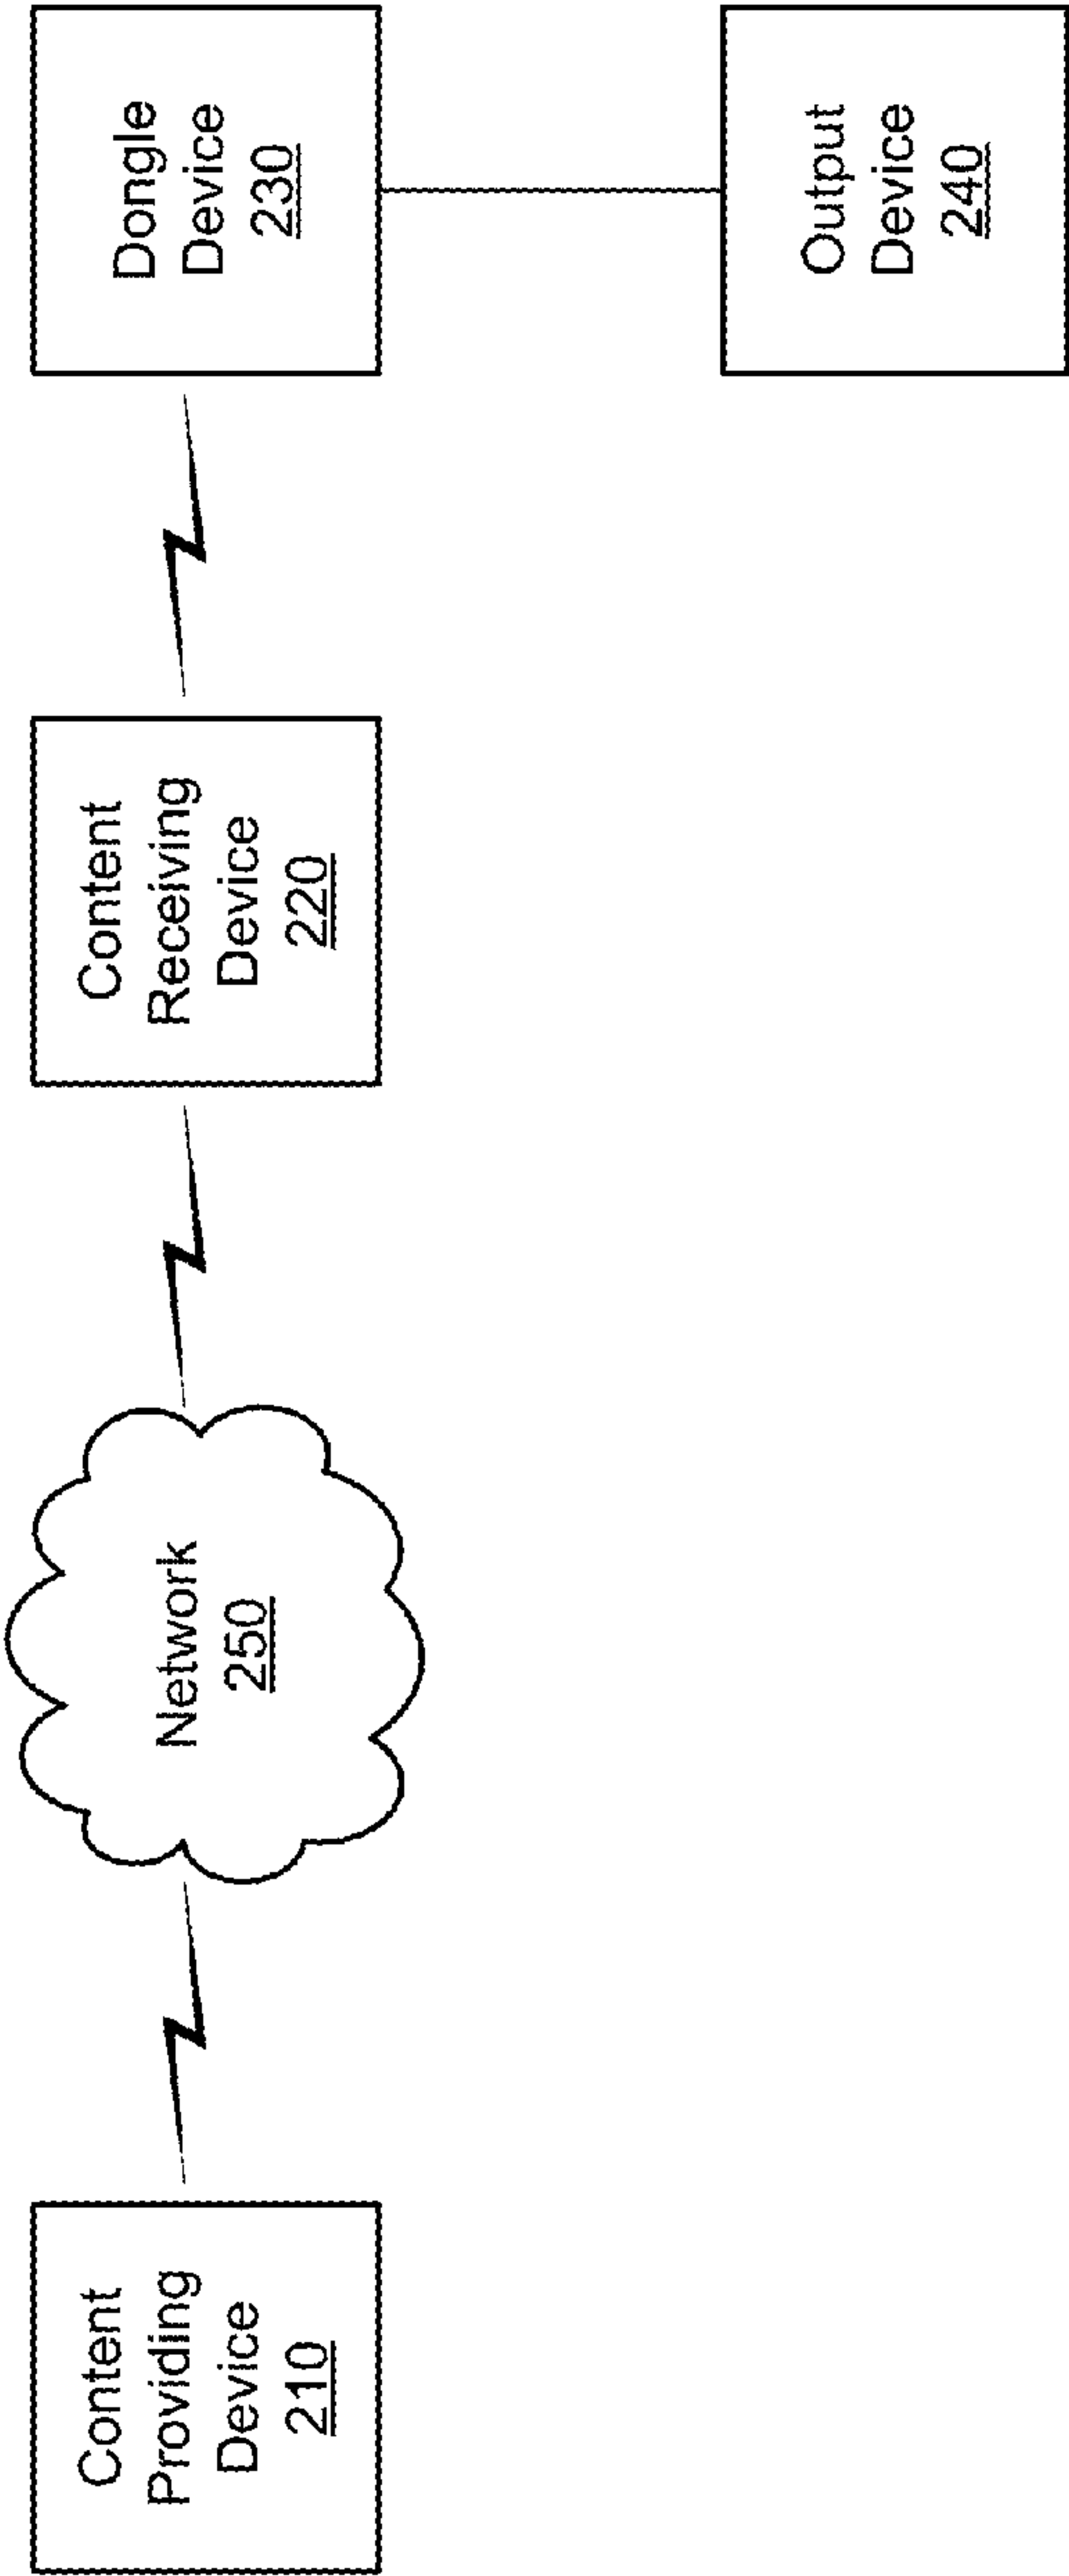 Content
Providing
Device
210
Network
250
Content
Receiving
Device
220
Dongle
Device
230
Output
Device
240